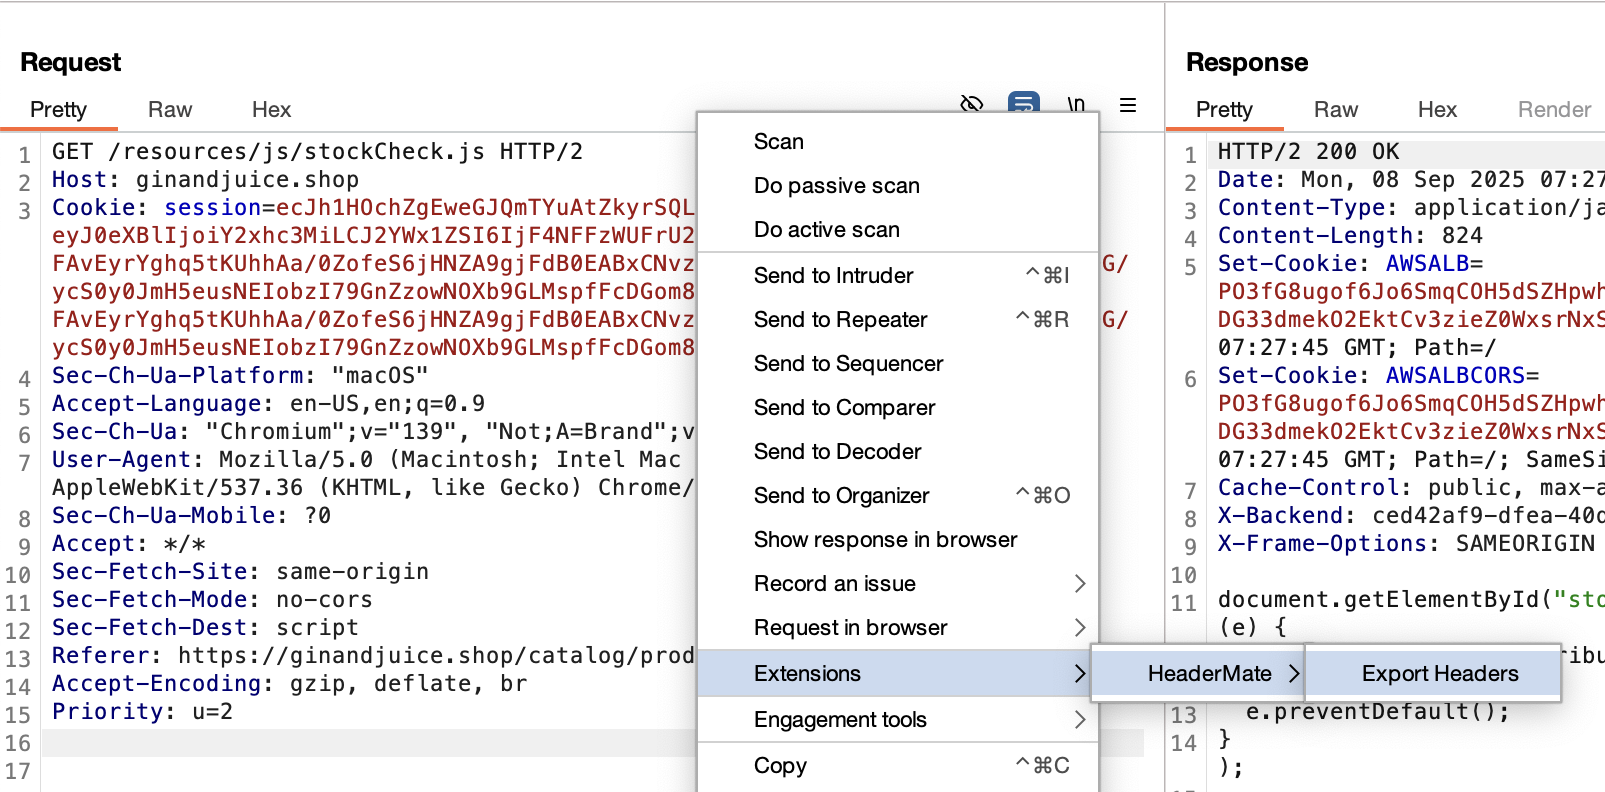 Request
Pretty Raw Hex \n
1 GET /resources/js/stockCheck.js HTTP/2
2 Host: ginandjuice.shop
3 Cookie: session=ecJh1HOchZgEweGJQmTYuAtZkyrSQL
eyJ0eXBlIjoiY2xhc3MiLCJ2YWx1ZSI6IjF4NFFzWUFrU2
FAvEyrYghq5tKUhhAa/0ZofeS6jHNZA9gjFdB0EABxCNvz G/
ycS0y0JmH5eusNEIobzI79GnZzowNOXb9GLMspfFcDGom8
FAvEyrYghq5tKUhhAa/0ZofeS6jHNZA9gjFdB0EABxCNvz G/
ycS0y0JmH5eusNEIobzI79GnZzowNOXb9GLMspfFcDGom8
4 Sec-Ch-Ua-Platform: "macOS"
5 Accept-Language: en-US,en;q=0.9
6 Sec-Ch-Ua: "Chromium";v="139", "Not;A=Brand";v
7 User-Agent: Mozilla/5.0 (Macintosh; Intel Mac
AppleWebKit/537.36 (KHTML, like Gecko) Chrome/
8 Sec-Ch-Ua-Mobile: ?0
9 Accept: */*
10 Sec-Fetch-Site: same-origin
11 Sec-Fetch-Mode: no-cors
12 Sec-Fetch-Dest: script
13 Referer: https://ginandjuice.shop/catalog/prod
14 Accept-Encoding: gzip, deflate, br
15 Priority: u=2
16
17
Scan
Do passive scan
Do active scan
Send to Intruder ^⌘I
Send to Repeater ^⌘R
Send to Sequencer
Send to Comparer
Send to Decoder
Send to Organizer ^⌘O
Show response in browser
Record an issue
Request in browser
Extensions
Engagement tools
Copy ^⌘C
HeaderMate
Export Headers
Response
Pretty Raw Hex Render
1 HTTP/2 200 OK
2 Date: Mon, 08 Sep 2025 07:27
3 Content-Type: application/ja
4 Content-Length: 824
5 Set-Cookie: AWSALB=
PO3fG8ugof6Jo6SmqCOH5dSZHpwh
DG33dmekO2EktCv3zieZ0WxsrNxS
07:27:45 GMT; Path=/
6 Set-Cookie: AWSALBCORS=
PO3fG8ugof6Jo6SmqCOH5dSZHpwh
DG33dmekO2EktCv3zieZ0WxsrNxS
07:27:45 GMT; Path=/; SameSi
7 Cache-Control: public, max-a
8 X-Backend: ced42af9-dfea-40d
9 X-Frame-Options: SAMEORIGIN
10
11 document.getElementById("sto
(e) {
ribu
13 e.preventDefault();
14 }
);